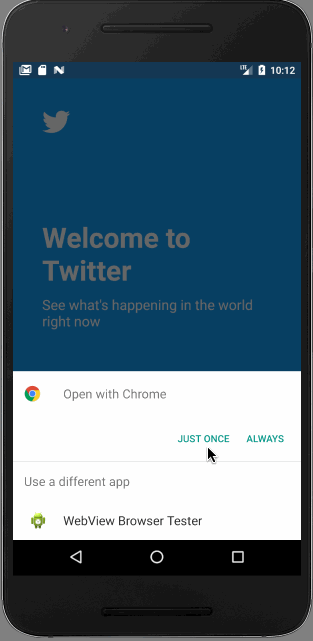 LTE 10:12
Welcome to
Twitter
See what's happening in the world
right now
Open with Chrome
JUST ONCE ALWAYS
Use a different app
WebView Browser Tester